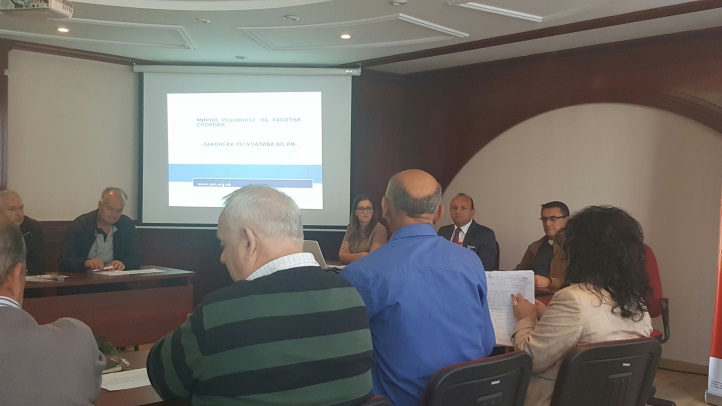 МИРНО РЕШАВАЊЕ НА РАБОТНИ
СПОРОВИ
-ЗАКОНСКА РЕГУЛАТИВА ВО РМ-